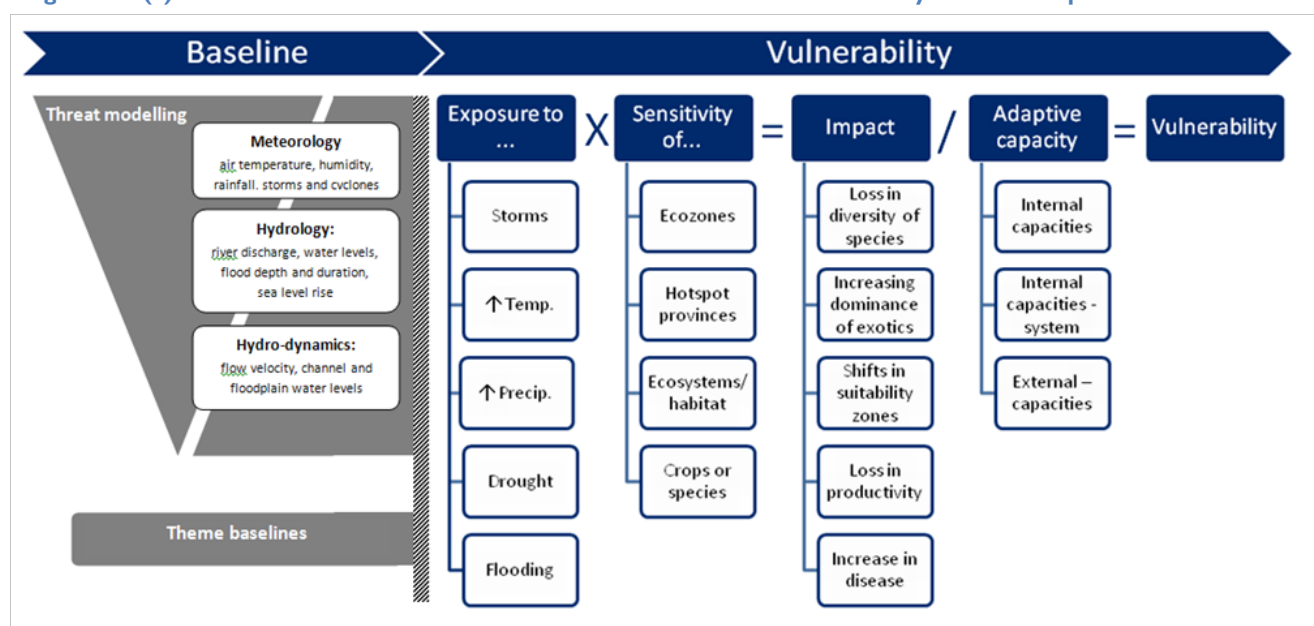 Baseline
Vulnerability
Threat modelling
Meteorology
air temperature, humidity,
rainfall. storms and cyclones
Hydrology:
river discharge, water levels,
flood depth and duration,
sea level rise
Hydro-dynamics:
flow velocity, channel and
floodplain water levels
Theme baselines
Exposure to
...
X
Sensitivity
of...
=
Impact
/
Adaptive
capacity
=
Vulnerability
Storms
↑ Temp.
↑ Precip.
Drought
Flooding
Ecozones
Hotspot
provinces
Ecosystems/
habitat
Crops or
species
Loss in
diversity of
species
Increasing
dominance
of exotics
Shifts in
suitability
zones
Loss in
productivity
Increase in
disease
Internal
capacities
Internal
capacities -
system
External –
capacities